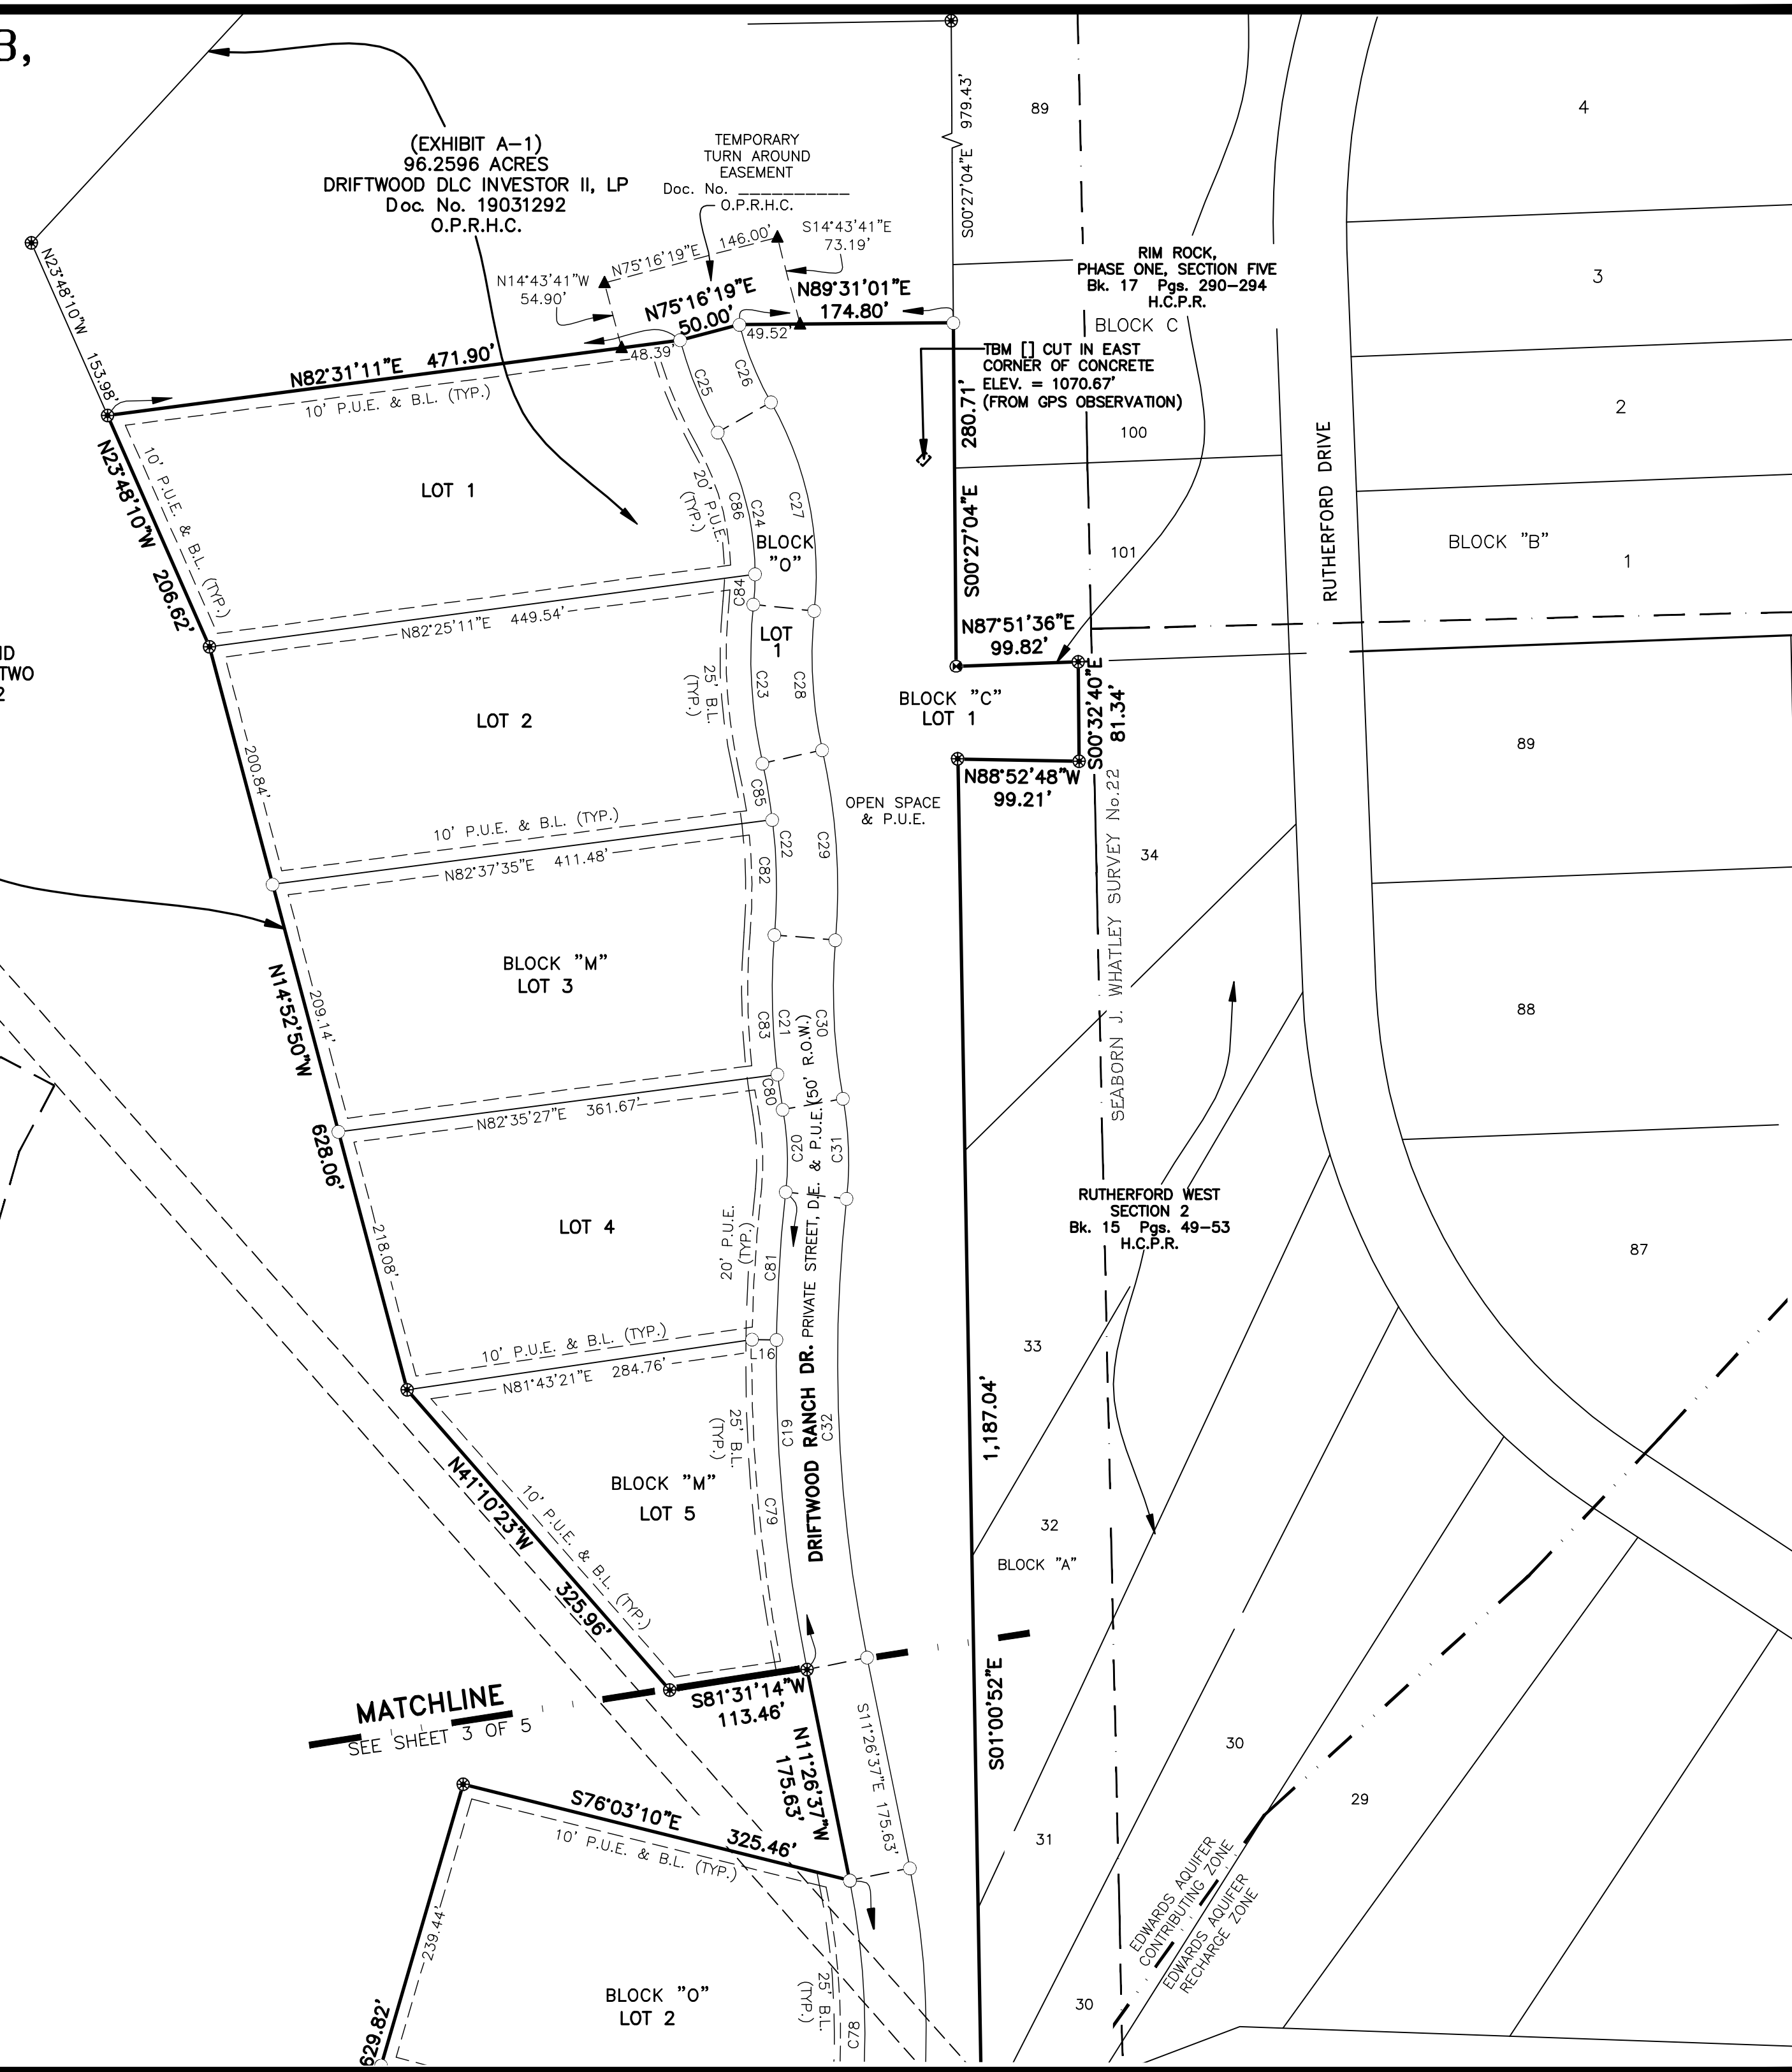 B,
(EXHIBIT A-1)
96.2596 ACRES
DRIFTWOOD DLC INVESTOR II, LP
Doc. No. 19031292
O.P.R.H.C.
TEMPORARY
TURN AROUND
EASEMENT
Doc. No. __________
O.P.R.H.C.
S14°43'41"E
73.19'
N75°16'19"E 146.00'
N14°43'41"W
54.90'
N75°16'19"E
50.00'
N89°31'01"E
174.80'
49.52'
48.39'
S00°27'04"E 979.43'
89
4
3
2
1
RIM ROCK,
PHASE ONE, SECTION FIVE
Bk. 17 Pgs. 290-294
H.C.P.R.
BLOCK C
TBM [] CUT IN EAST
CORNER OF CONCRETE
ELEV. = 1070.67'
(FROM GPS OBSERVATION)
100
101
RUTHERFORD DRIVE
BLOCK "B"
N23°48'10"W 153.98'
N82°31'11"E 471.90'
10' P.U.E. & B.L. (TYP.)
N23°48'10"W 206.62'
10' P.U.E. & B.L. (TYP.)
LOT 1
20' P.U.E.
(TYP.)
C25
C26
C86
C24
C27
BLOCK
"O"
C84
LOT
1
S00°27'04"E 280.71'
N87°51'36"E
99.82'
S00°32'40"E
81.34'
N88°52'48"W
99.21'
BLOCK "C"
LOT 1
OPEN SPACE
& P.U.E.
N82°25'11"E 449.54'
25' B.L.
(TYP.)
C23
C28
LOT 2
200.84'
C85
10' P.U.E. & B.L. (TYP.)
N82°37'35"E 411.48'
C22
C29
C82
ND
TWO
2
BLOCK "M"
LOT 3
N14°52'50"W
628.06'
209.14'
C83
C21
C30
N82°35'27"E 361.67'
C80
C20
C31
LOT 4
20' P.U.E.
(TYP.)
218.08'
C81
10' P.U.E. & B.L. (TYP.)
N81°43'21"E 284.76'
L16
C19
C32
25' B.L.
(TYP.)
C79
BLOCK "M"
LOT 5
N41°10'23"W
325.96'
10' P.U.E. & B.L. (TYP.)
DRIFTWOOD RANCH DR. PRIVATE STREET, D.E. & P.U.E. (50' R.O.W.)
SEABORN J. WHATLEY SURVEY No.22
34
89
88
87
RUTHERFORD WEST
SECTION 2
Bk. 15 Pgs. 49-53
H.C.P.R.
33
32
BLOCK "A"
1,187.04'
S01°00'52"E
31
30
30
29
MATCHLINE
SEE SHEET 3 OF 5
S81°31'14"W
113.46'
N11°26'37"W
175.63'
S11°26'37"E 175.63'
S76°03'10"E
325.46'
10' P.U.E. & B.L. (TYP.)
239.44'
629.82'
BLOCK "O"
LOT 2
25' B.L.
(TYP.)
C78
EDWARDS AQUIFER
CONTRIBUTING ZONE
EDWARDS AQUIFER
RECHARGE ZONE